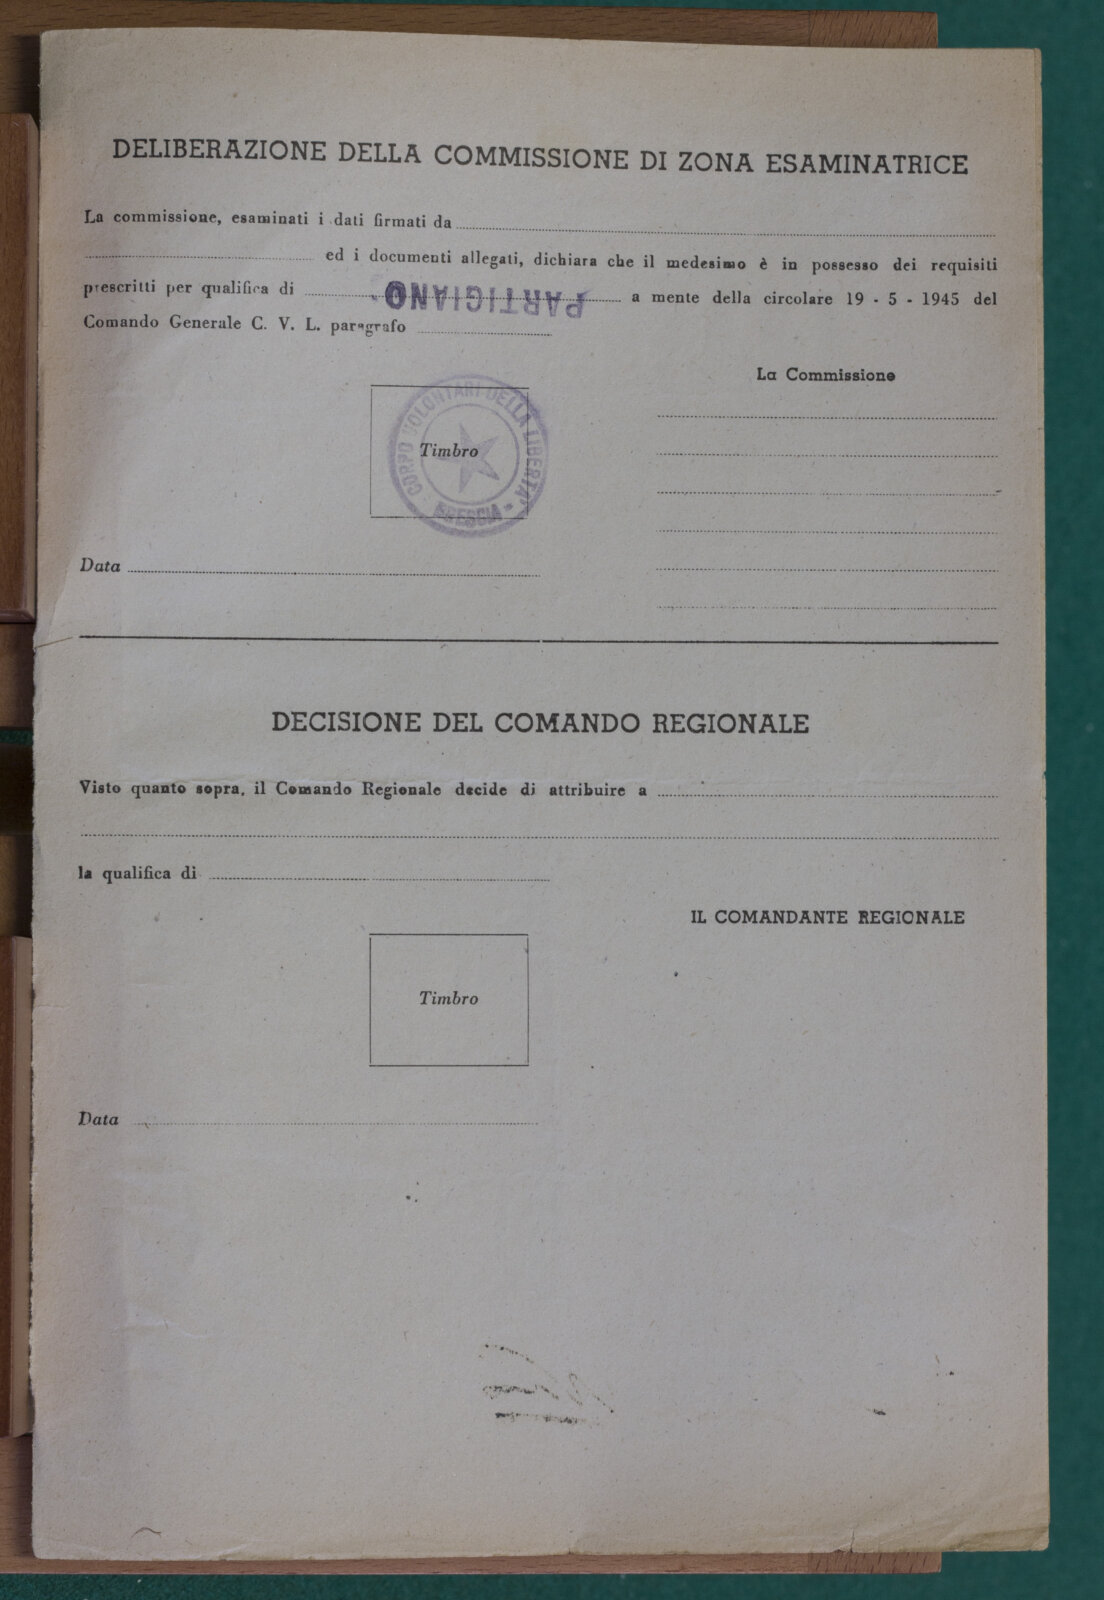 DELIBERAZIONE DELLA COMMISSIONE DI ZONA ESAMINATRICE
La commissione, esaminati i dati firmati da
ed i documenti allegati, dichiara che il medesimo è in possesso dei requisiti
prescritti per qualifica di PARTIGIANO a mente della circolare 19 - 5 - 1945 del
Comando Generale C. V. L. paragrafo
La Commissione
CORPO VOLONTARI DELLA LIBERTA'
Timbro
- BRESCIA -
Data
DECISIONE DEL COMANDO REGIONALE
Visto quanto sopra, il Comando Regionale decide di attribuire a
la qualifica di
IL COMANDANTE REGIONALE
Timbro
Data